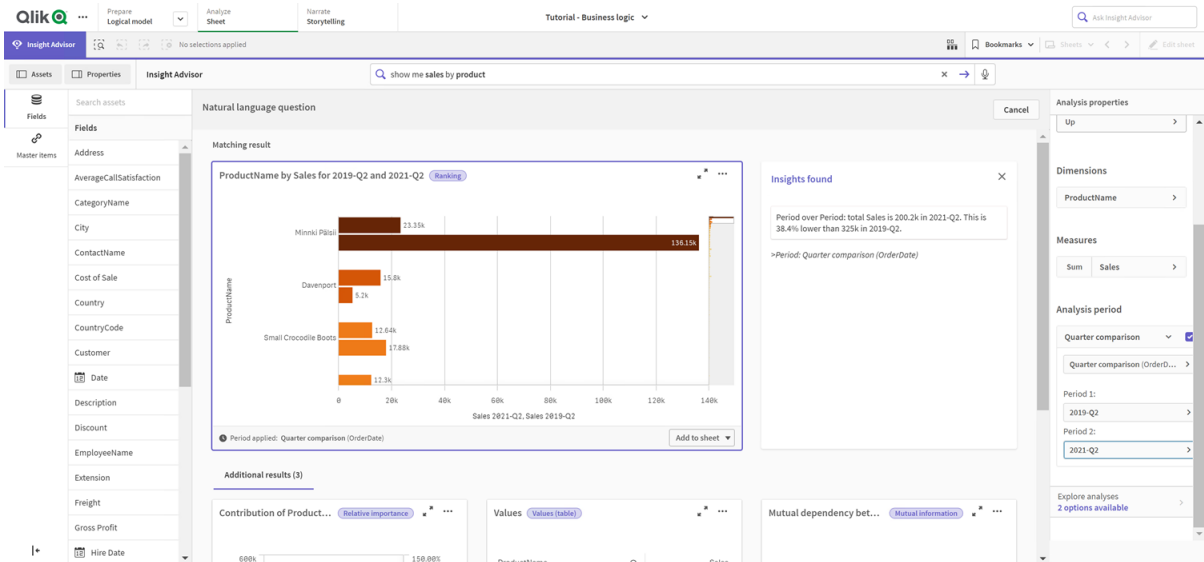 Qlik
Prepare
Logical model
Analyze
Sheet
Narrate
Storytelling
Tutorial - Business logic
Ask Insight Advisor
Insight Advisor
No selections applied
Bookmarks
Sheets
Edit sheet
Assets
Properties
Insight Advisor
show me sales by product
Fields
Master items
Search assets
Fields
Address
AverageCallSatisfaction
CategoryName
City
ContactName
Cost of Sale
Country
CountryCode
Customer
Date
Description
Discount
EmployeeName
Extension
Freight
Gross Profit
Hire Date
Natural language question
Cancel
Matching result
ProductName by Sales for 2019-Q2 and 2021-Q2
Ranking
ProductName
Minnki Pälsii
23.35k
136.15k
Davenport
15.8k
5.2k
Small Crocodile Boots
12.64k
17.88k
12.3k
0 20k 40k 60k 80k 100k 120k 140k
Sales 2021-Q2, Sales 2019-Q2
Period applied: Quarter comparison (OrderDate)
Add to sheet
Insights found
Period over Period: total Sales is 200.2k in 2021-Q2. This is
38.4% lower than 325k in 2019-Q2.
>Period: Quarter comparison (OrderDate)
Additional results (3)
Contribution of Product...
Relative importance
600k
150.00%
Values
Values (table)
ProductName
Sales
Mutual dependency bet...
Mutual information
Analysis properties
Up
Dimensions
ProductName
Measures
Sum
Sales
Analysis period
Quarter comparison
Quarter comparison (OrderD...
Period 1:
2019-Q2
Period 2:
2021-Q2
Explore analyses
2 options available